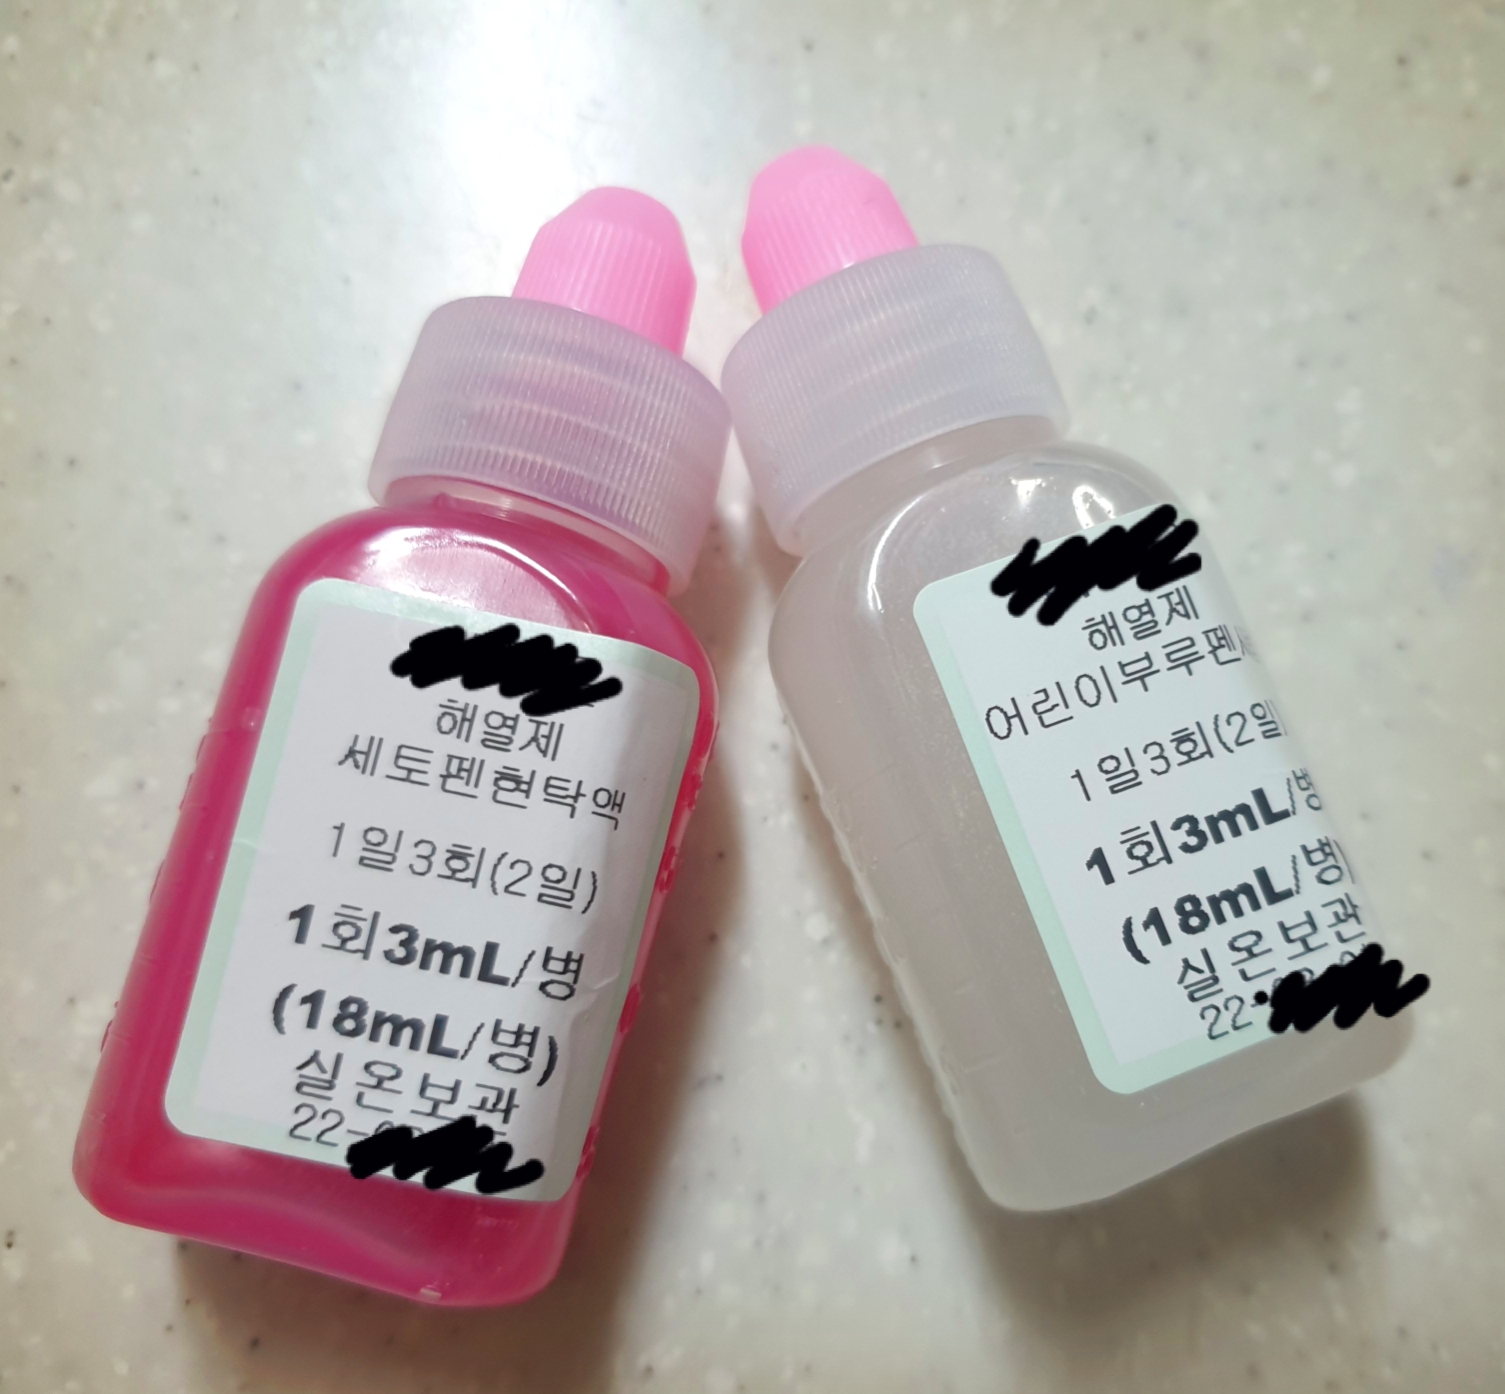 해열제
세토펜현탁액
1일3회(2일)
1회3mL/병
(18mL/병)
실온보관
22-
해열제
어린이부루펜
1일3회(2일
1회3mL/병
(18mL/병)
실온보관
22-